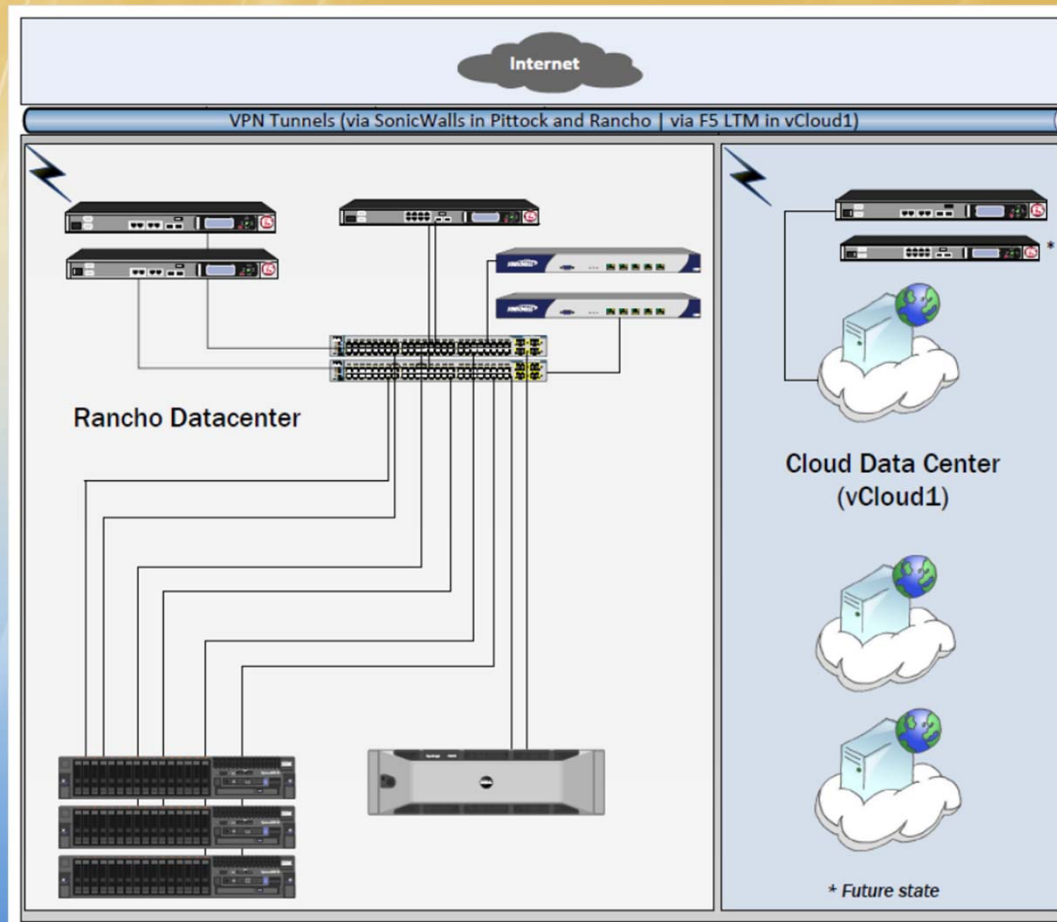 Internet
VPN Tunnels (via SonicWalls in Pittock and Rancho | via F5 LTM in vCloud1)
*
Rancho Datacenter
Cloud Data Center
(vCloud1)
* Future state